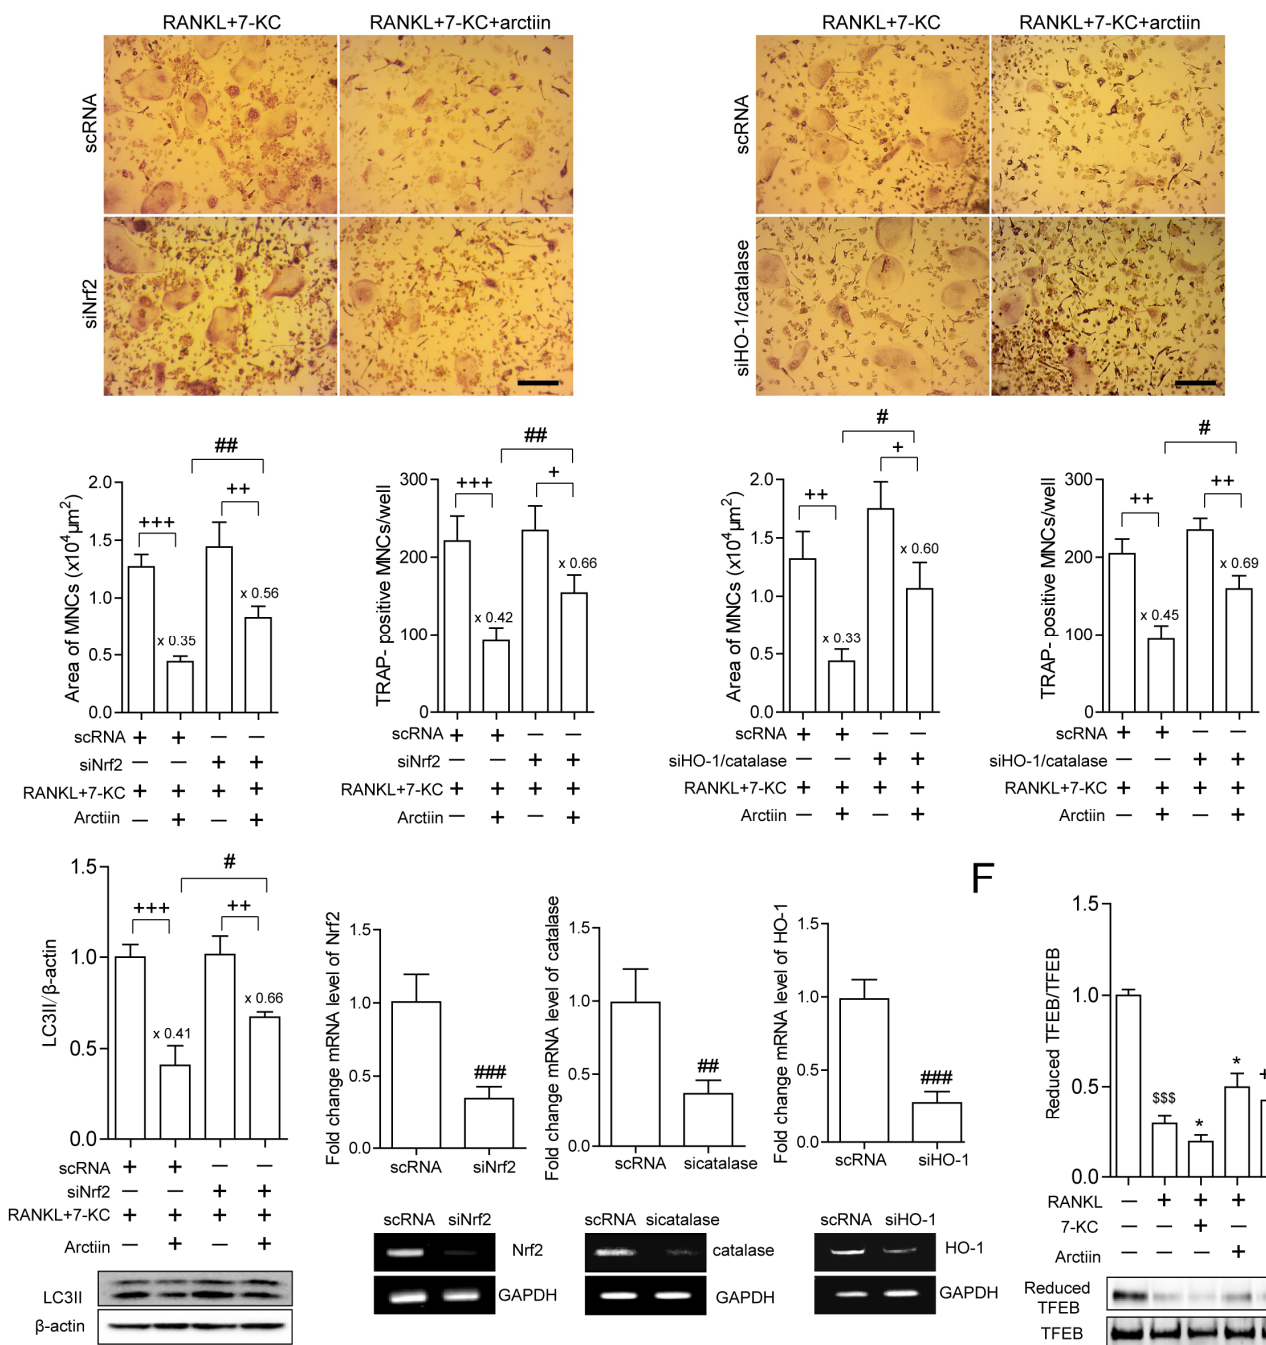 RANKL+7-KC RANKL+7-KC+arctiin
scRNA
siNrf2
RANKL+7-KC RANKL+7-KC+arctiin
scRNA
siHO-1/catalase
##
++
+++
x 0.56
x 0.35
Area of MNCs (x10⁴µm²)
2.0
1.5
1.0
0.5
0.0
scRNA + + — —
siNrf2 — — + +
RANKL+7-KC + + + +
Arctiin — + — +
##
+
+++
x 0.66
x 0.42
TRAP- positive MNCs/well
300
200
100
0
scRNA + + — —
siNrf2 — — + +
RANKL+7-KC + + + +
Arctiin — + — +
#
+
++
x 0.60
x 0.33
Area of MNCs (x10⁴µm²)
2.0
1.5
1.0
0.5
0.0
scRNA + + — —
siHO-1/catalase — — + +
RANKL+7-KC + + + +
Arctiin — + — +
#
++
++
x 0.69
x 0.45
TRAP- positive MNCs/well
300
200
100
0
scRNA + + — —
siHO-1/catalase — — + +
RANKL+7-KC + + + +
Arctiin — + — +
#
+++ ++
x 0.66
x 0.41
LC3II/β-actin
1.5
1.0
0.5
0.0
scRNA + + — —
siNrf2 — — + +
RANKL+7-KC + + + +
Arctiin — + — +
LC3II
β-actin
Fold change mRNA level of Nrf2
1.5
1.0
0.5
0.0
###
scRNA siNrf2
scRNA siNrf2
Nrf2
GAPDH
Fold change mRNA level of catalase
1.5
1.0
0.5
0.0
##
scRNA sicatalase
scRNA sicatalase
catalase
GAPDH
Fold change mRNA level of HO-1
1.5
1.0
0.5
0.0
###
scRNA siHO-1
scRNA siHO-1
HO-1
GAPDH
F
Reduced TFEB/TFEB
1.5
1.0
0.5
0.0
$$$ * * +
RANKL — + + +
7-KC — — + —
Arctiin — — — +
Reduced
TFEB
TFEB